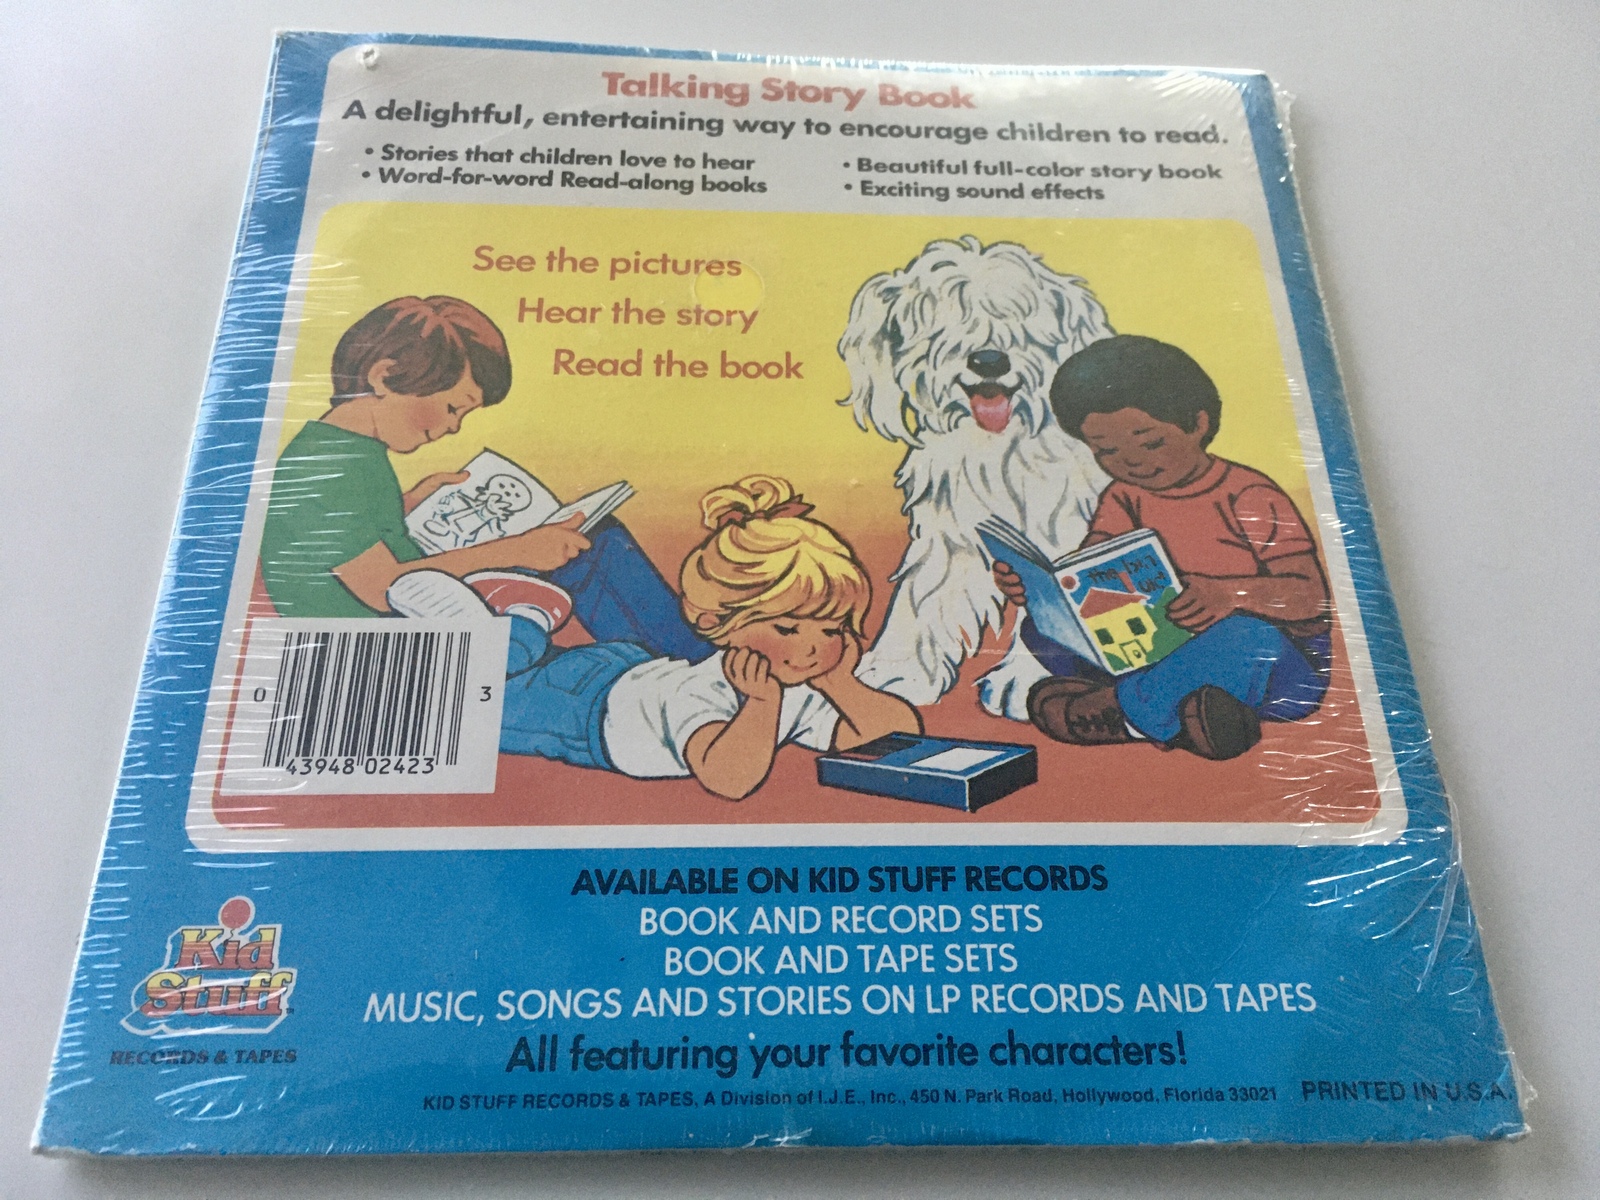 Talking Story Book
A delightful, entertaining way to encourage children to read.
• Stories that children love to hear
• Word-for-word Read-along books
• Beautiful full-color story book
• Exciting sound effects
See the pictures
Hear the story
Read the book
the
0 43948 02423 3
AVAILABLE ON KID STUFF RECORDS
BOOK AND RECORD SETS
BOOK AND TAPE SETS
MUSIC, SONGS AND STORIES ON LP RECORDS AND TAPES
All featuring your favorite characters!
Kid
Stuff
RECORDS & TAPES
KID STUFF RECORDS & TAPES, A Division of I.J.E., Inc., 450 N. Park Road, Hollywood, Florida 33021 PRINTED IN U.S.A.